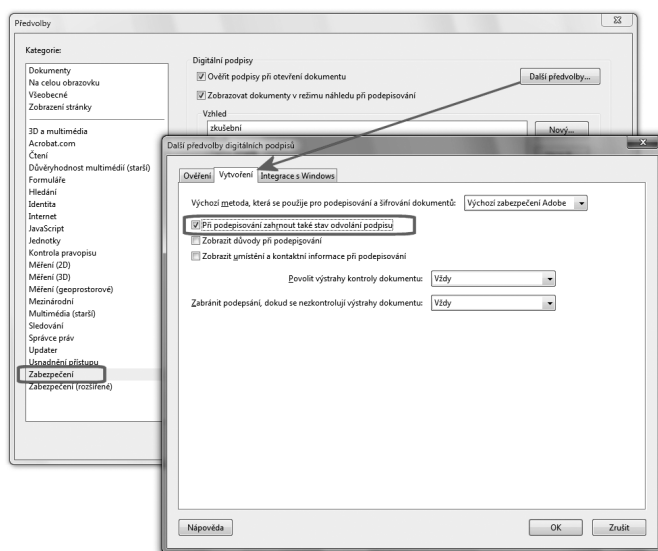 Předvolby
Kategorie:
Dokumenty
Na celou obrazovku
Všeobecné
Zobrazení stránky
3D a multimédia
Acrobat.com
Čtení
Důvěryhodnost multimédií (starší)
Formuláře
Hledání
Identita
Internet
JavaScript
Jednotky
Kontrola pravopisu
Měření (2D)
Měření (3D)
Měření (geoprostorové)
Mezinárodní
Multimédia (starší)
Sledování
Správce práv
Updater
Usnadnění přístupu
Zabezpečení
Zabezpečení (rozšířené)
Digitální podpisy
Ověřit podpisy při otevření dokumentu
Další předvolby...
Zobrazovat dokumenty v režimu náhledu při podepisování
Vzhled
zkušební
Nový...
Další předvolby digitálních podpisů
Ověření Vytvoření Integrace s Windows
Výchozí metoda, která se použije pro podepisování a šifrování dokumentů: Výchozí zabezpečení Adobe
Při podepisování zahrnout také stav odvolání podpisu
Zobrazit důvody při podepisování
Zobrazit umístění a kontaktní informace při podepisování
Povolit výstrahy kontroly dokumentu: Vždy
Zabránit podepsání, dokud se nezkontrolují výstrahy dokumentu: Vždy
Nápověda OK Zrušit